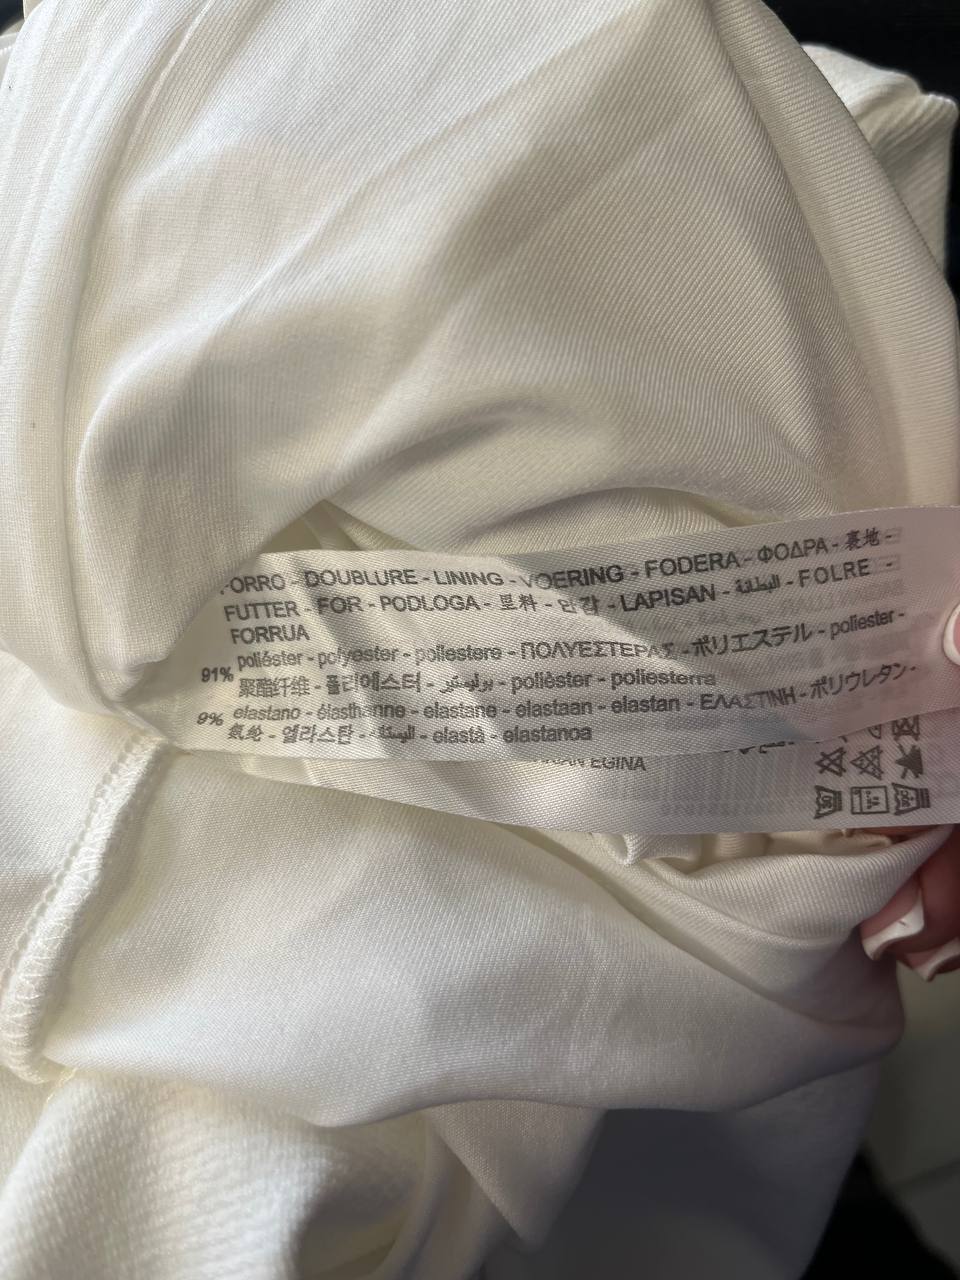 FORRO - DOUBLURE - LINING - VOERING - FODERA - ΦΟΔΡΑ - 裏地 -
FUTTER - FOR - PODLOGA - 里料 - 안감 - LAPISAN - البطانة - FOLRE -
FORRUA
91% poliéster - polyester - poliestere - ΠΟΛΥΕΣΤΕΡΑΣ - ポリエステル - poliester -
聚酯纤维 - 폴리에스터 - بوليستر - polièster - poliesterra
9% elastano - élasthanne - elastane - elastaan - elastan - ΕΛΑΣΤΙΝΗ - ポリウレタン -
氨纶 - 엘라스탄 - - elastà - elastanoa
EGINA